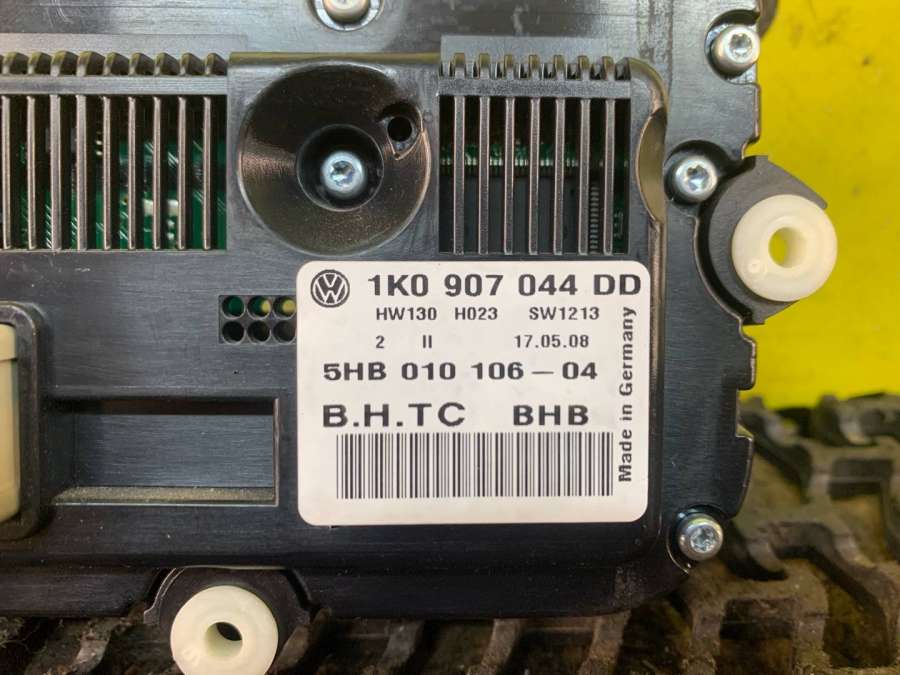 1K0 907 044 DD
HW130 H023 SW1213
2 II 17.05.08
5HB 010 106-04
B.H.TC BHB
Made in Germany